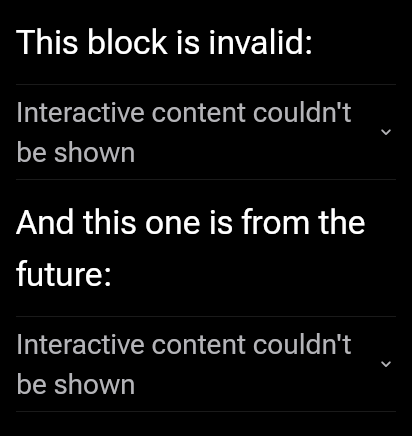 This block is invalid:
Interactive content couldn't
be shown
And this one is from the
future:
Interactive content couldn't
be shown